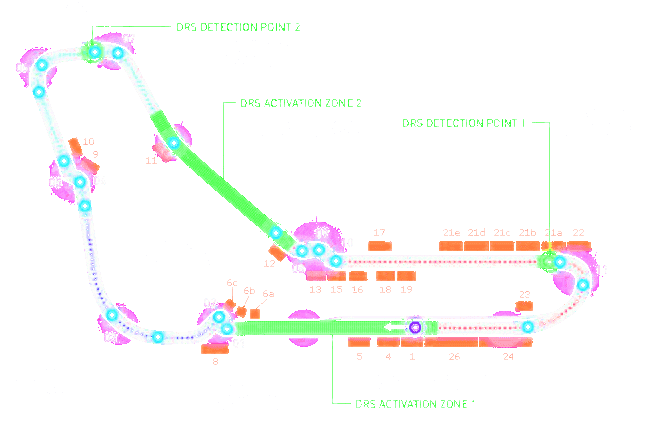 DRS DETECTION POINT 2
DRS ACTIVATION ZONE 2
DRS DETECTION POINT 1
10
9
11
17
21e 21d 21c 21b 21a 22
12
13 15 16 18 19
6c
6b
6a
23
8
5 4 1 26 24
DRS ACTIVATION ZONE 1